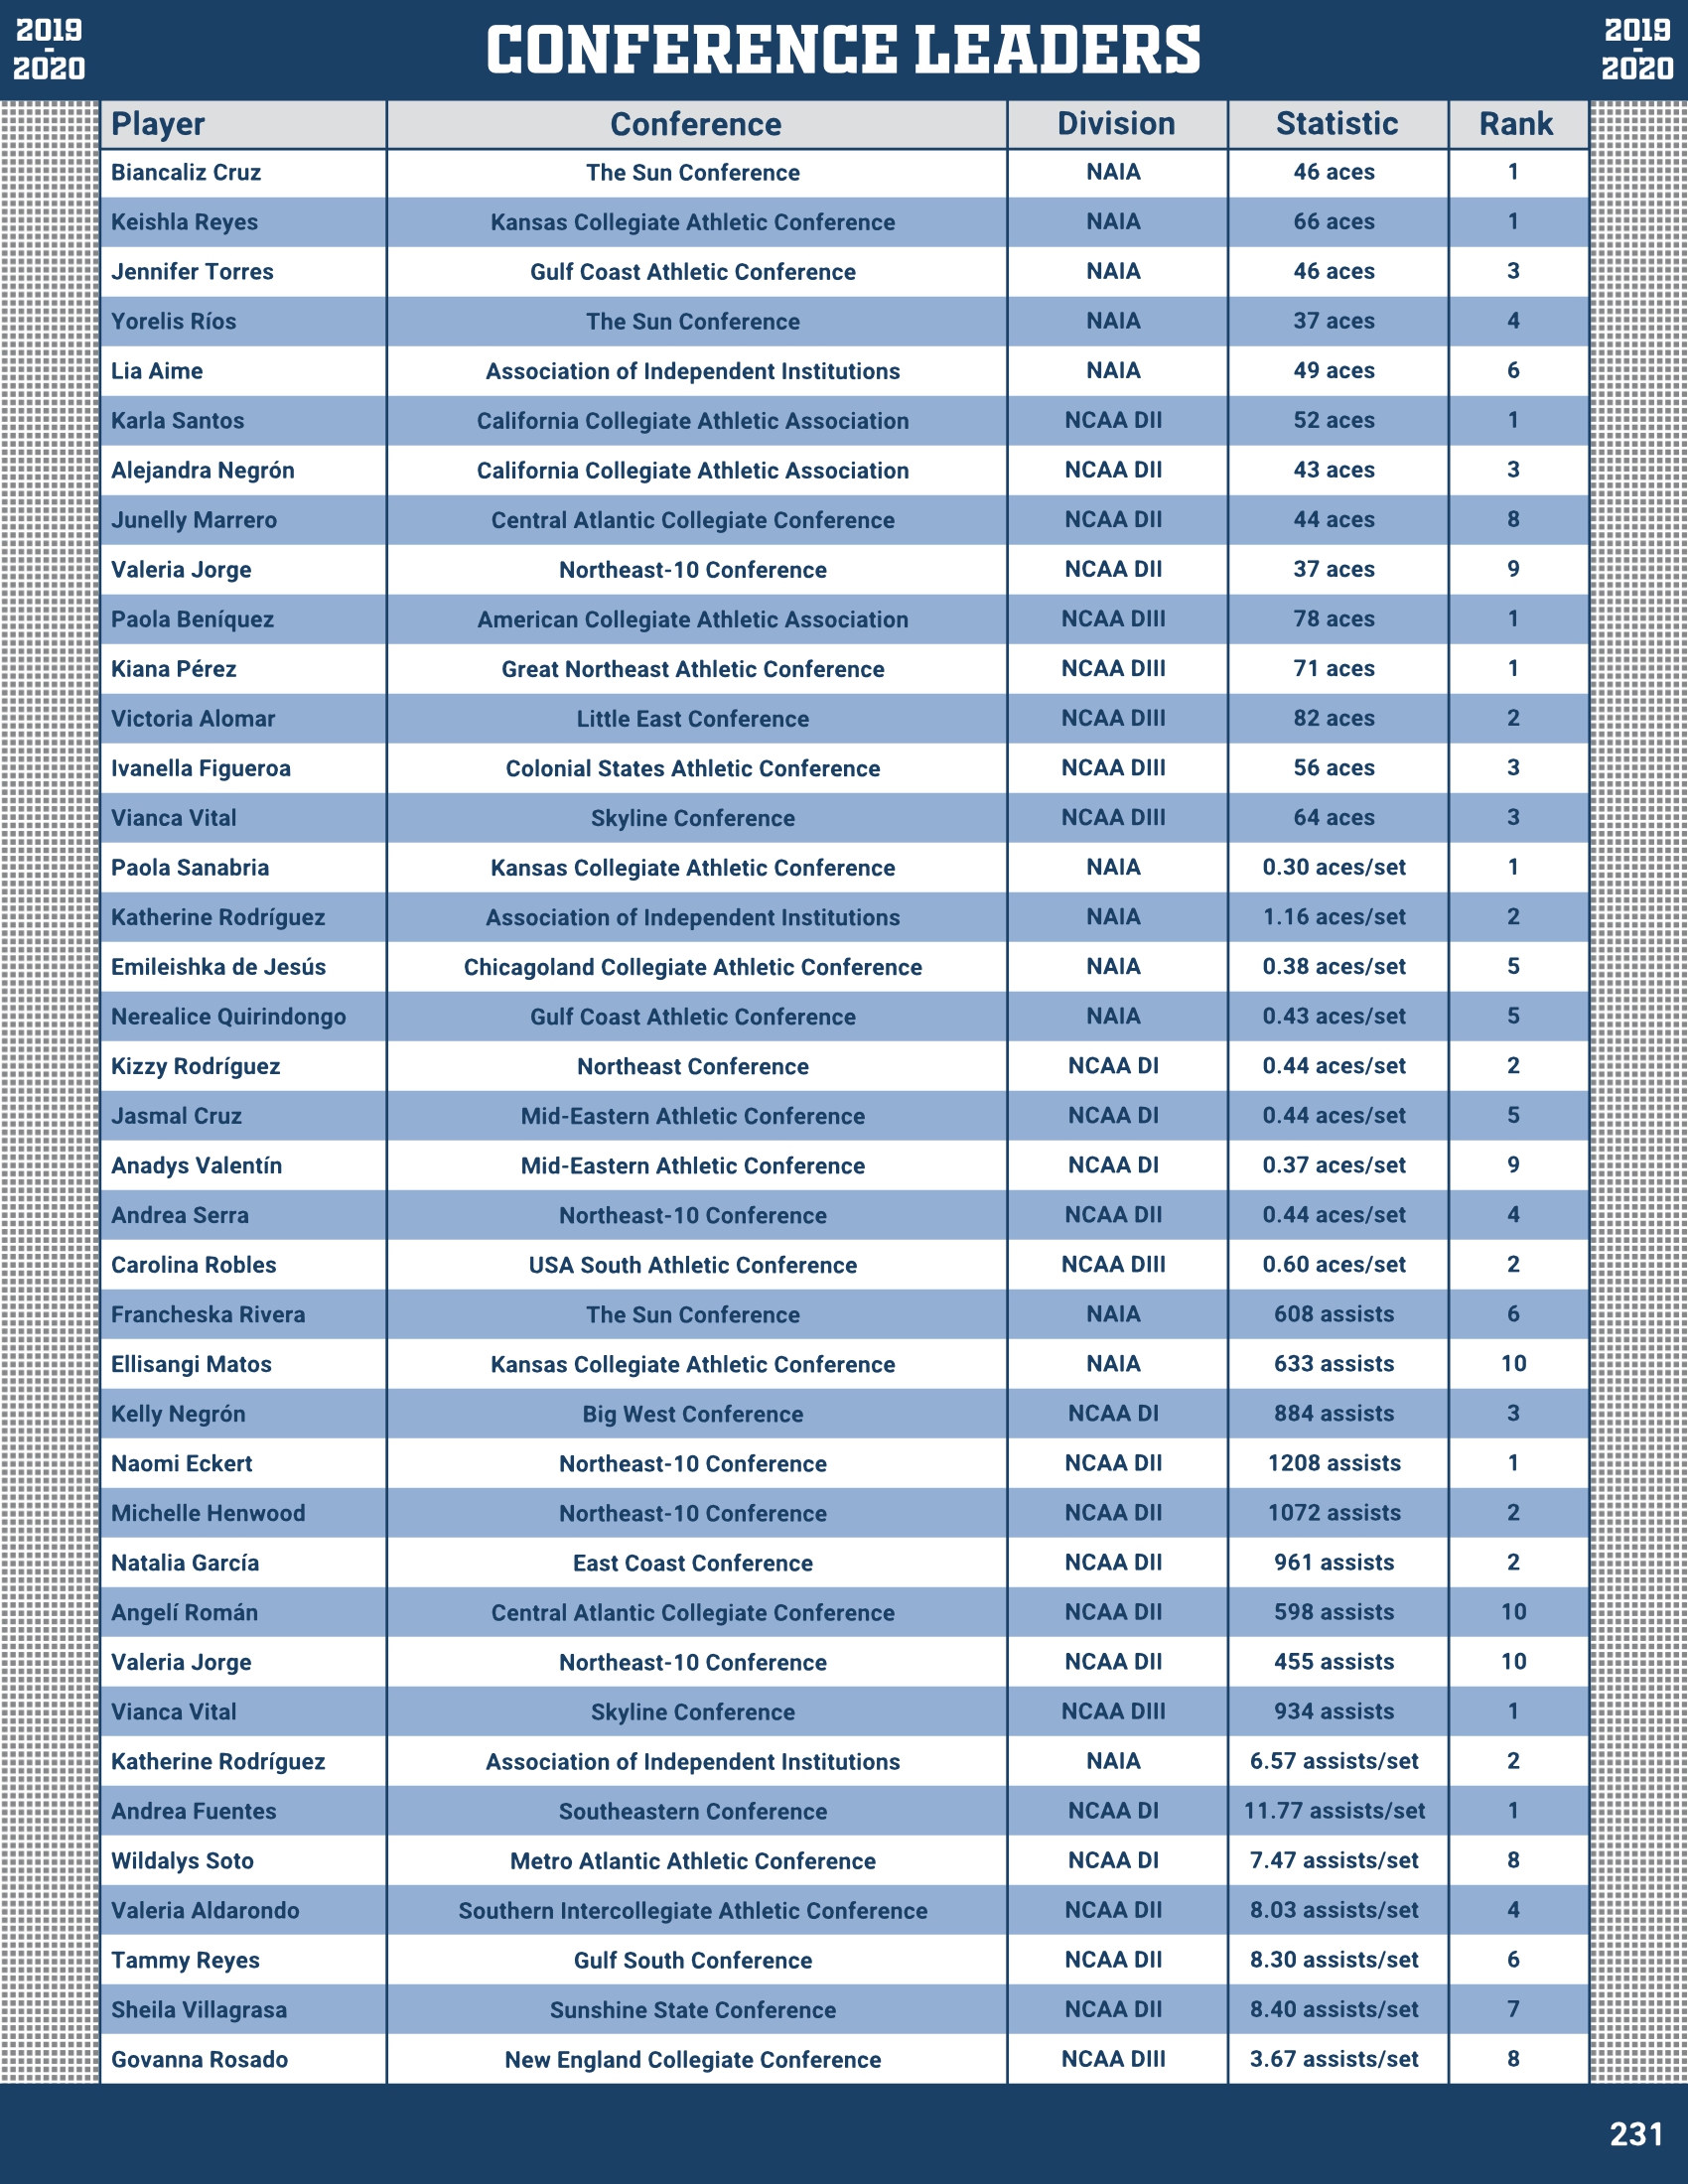 2019
-
2020
CONFERENCE LEADERS
2019
-
2020
Player Conference Division Statistic Rank
Biancaliz Cruz The Sun Conference NAIA 46 aces 1
Keishla Reyes Kansas Collegiate Athletic Conference NAIA 66 aces 1
Jennifer Torres Gulf Coast Athletic Conference NAIA 46 aces 3
Yorelis Ríos The Sun Conference NAIA 37 aces 4
Lia Aime Association of Independent Institutions NAIA 49 aces 6
Karla Santos California Collegiate Athletic Association NCAA DII 52 aces 1
Alejandra Negrón California Collegiate Athletic Association NCAA DII 43 aces 3
Junelly Marrero Central Atlantic Collegiate Conference NCAA DII 44 aces 8
Valeria Jorge Northeast-10 Conference NCAA DII 37 aces 9
Paola Beníquez American Collegiate Athletic Association NCAA DIII 78 aces 1
Kiana Pérez Great Northeast Athletic Conference NCAA DIII 71 aces 1
Victoria Alomar Little East Conference NCAA DIII 82 aces 2
Ivanella Figueroa Colonial States Athletic Conference NCAA DIII 56 aces 3
Vianca Vital Skyline Conference NCAA DIII 64 aces 3
Paola Sanabria Kansas Collegiate Athletic Conference NAIA 0.30 aces/set 1
Katherine Rodríguez Association of Independent Institutions NAIA 1.16 aces/set 2
Emileishka de Jesús Chicagoland Collegiate Athletic Conference NAIA 0.38 aces/set 5
Nerealice Quirindongo Gulf Coast Athletic Conference NAIA 0.43 aces/set 5
Kizzy Rodríguez Northeast Conference NCAA DI 0.44 aces/set 2
Jasmal Cruz Mid-Eastern Athletic Conference NCAA DI 0.44 aces/set 5
Anadys Valentín Mid-Eastern Athletic Conference NCAA DI 0.37 aces/set 9
Andrea Serra Northeast-10 Conference NCAA DII 0.44 aces/set 4
Carolina Robles USA South Athletic Conference NCAA DIII 0.60 aces/set 2
Francheska Rivera The Sun Conference NAIA 608 assists 6
Ellisangi Matos Kansas Collegiate Athletic Conference NAIA 633 assists 10
Kelly Negrón Big West Conference NCAA DI 884 assists 3
Naomi Eckert Northeast-10 Conference NCAA DII 1208 assists 1
Michelle Henwood Northeast-10 Conference NCAA DII 1072 assists 2
Natalia García East Coast Conference NCAA DII 961 assists 2
Angelí Román Central Atlantic Collegiate Conference NCAA DII 598 assists 10
Valeria Jorge Northeast-10 Conference NCAA DII 455 assists 10
Vianca Vital Skyline Conference NCAA DIII 934 assists 1
Katherine Rodríguez Association of Independent Institutions NAIA 6.57 assists/set 2
Andrea Fuentes Southeastern Conference NCAA DI 11.77 assists/set 1
Wildalys Soto Metro Atlantic Athletic Conference NCAA DI 7.47 assists/set 8
Valeria Aldarondo Southern Intercollegiate Athletic Conference NCAA DII 8.03 assists/set 4
Tammy Reyes Gulf South Conference NCAA DII 8.30 assists/set 6
Sheila Villagrasa Sunshine State Conference NCAA DII 8.40 assists/set 7
Govanna Rosado New England Collegiate Conference NCAA DIII 3.67 assists/set 8
231